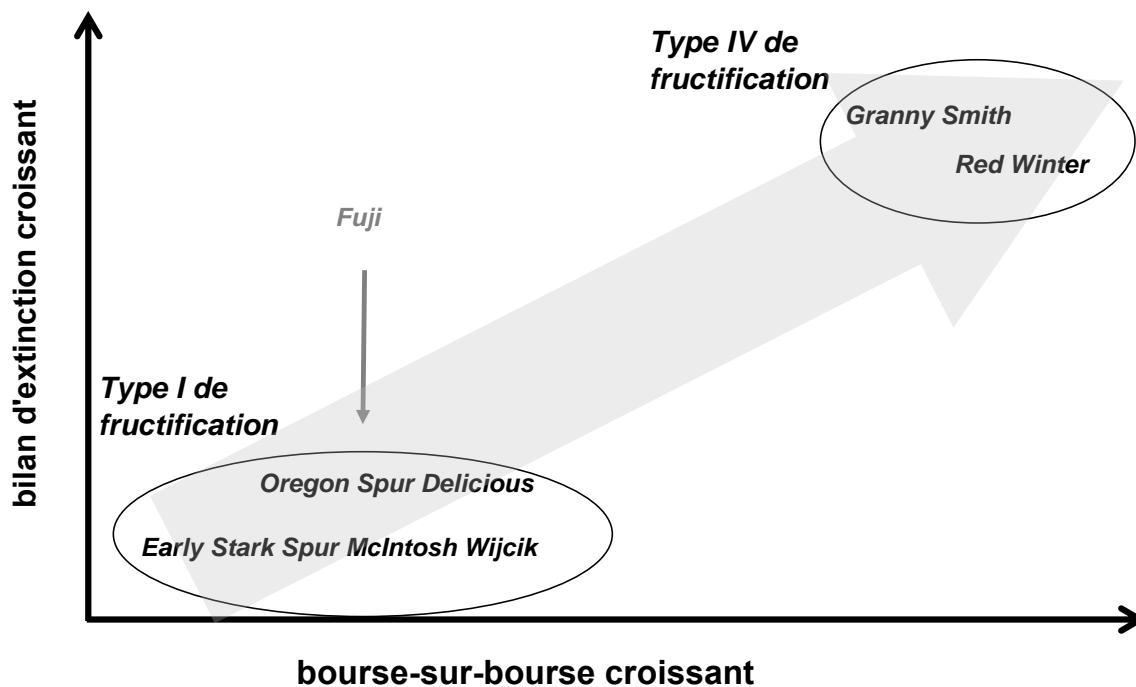 Type IV de
fructification
Granny Smith
Red Winter
Fuji
Type I de
fructification
Oregon Spur Delicious
Early Stark Spur McIntosh Wijcik
bilan d'extinction croissant
bourse-sur-bourse croissant